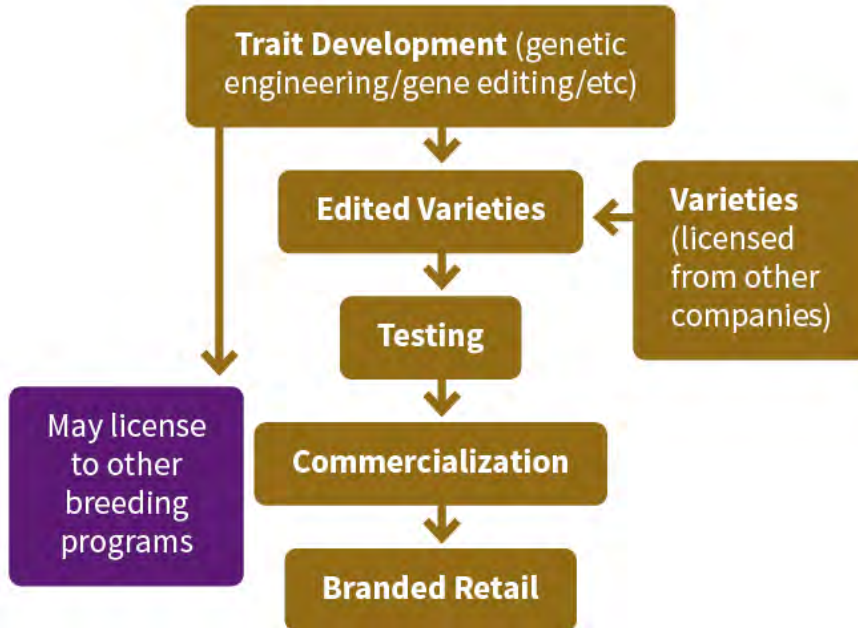 Trait Development (genetic
engineering/gene editing/etc)
Edited Varieties
Varieties
(licensed
from other
companies)
Testing
May license
to other
breeding
programs
Commercialization
Branded Retail